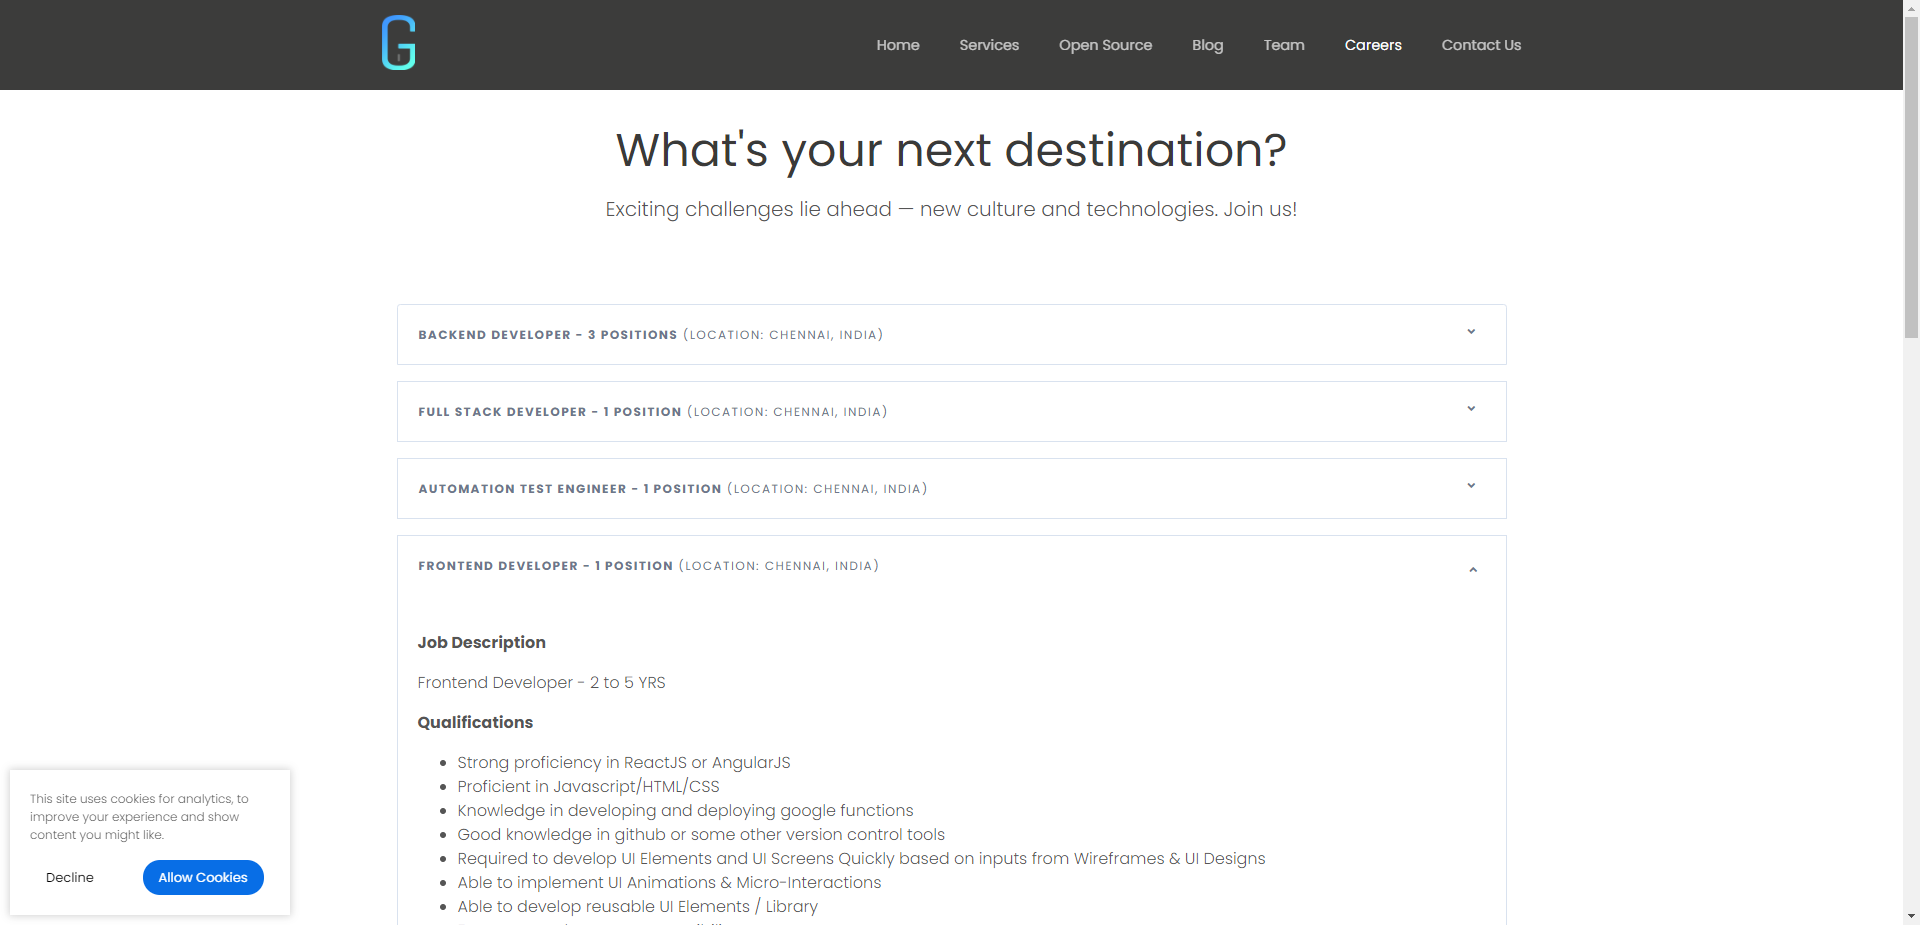 G
Home Services Open Source Blog Team Careers Contact Us
What's your next destination?
Exciting challenges lie ahead — new culture and technologies. Join us!
BACKEND DEVELOPER - 3 POSITIONS (LOCATION: CHENNAI, INDIA)
FULL STACK DEVELOPER - 1 POSITION (LOCATION: CHENNAI, INDIA)
AUTOMATION TEST ENGINEER - 1 POSITION (LOCATION: CHENNAI, INDIA)
FRONTEND DEVELOPER - 1 POSITION (LOCATION: CHENNAI, INDIA)
Job Description
Frontend Developer - 2 to 5 YRS
Qualifications
Strong proficiency in ReactJS or AngularJS
Proficient in Javascript/HTML/CSS
Knowledge in developing and deploying google functions
Good knowledge in github or some other version control tools
Required to develop UI Elements and UI Screens Quickly based on inputs from Wireframes & UI Designs
Able to implement UI Animations & Micro-Interactions
Able to develop reusable UI Elements / Library
This site uses cookies for analytics, to
improve your experience and show
content you might like.
Decline Allow Cookies